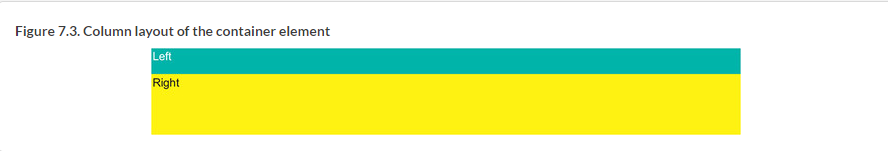 Figure 7.3. Column layout of the container element
Left
Right